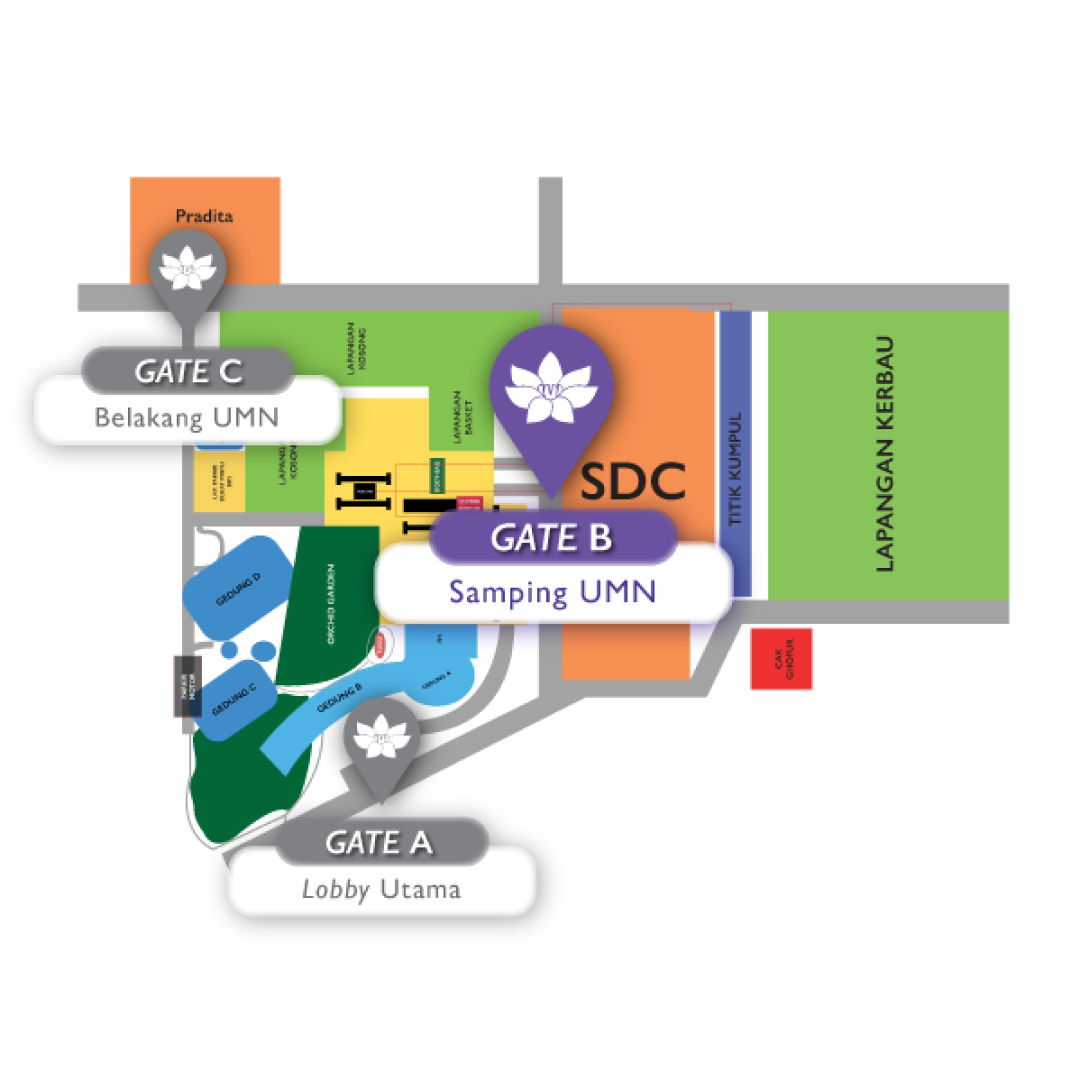 Pradita
LAPANGAN
KOSONG
GATE C
Belakang UMN
LAPANGAN
BASKET
KOSONG
SDC
TITIK KUMPUL
LAPANGAN KERBAU
GATE B
Samping UMN
GEDUNG D
ORCHID GARDEN
CAK
GHOFUR
PARKIR
MOTOR
GEDUNG C
GEDUNG B
GEDUNG A
GATE A
Lobby Utama